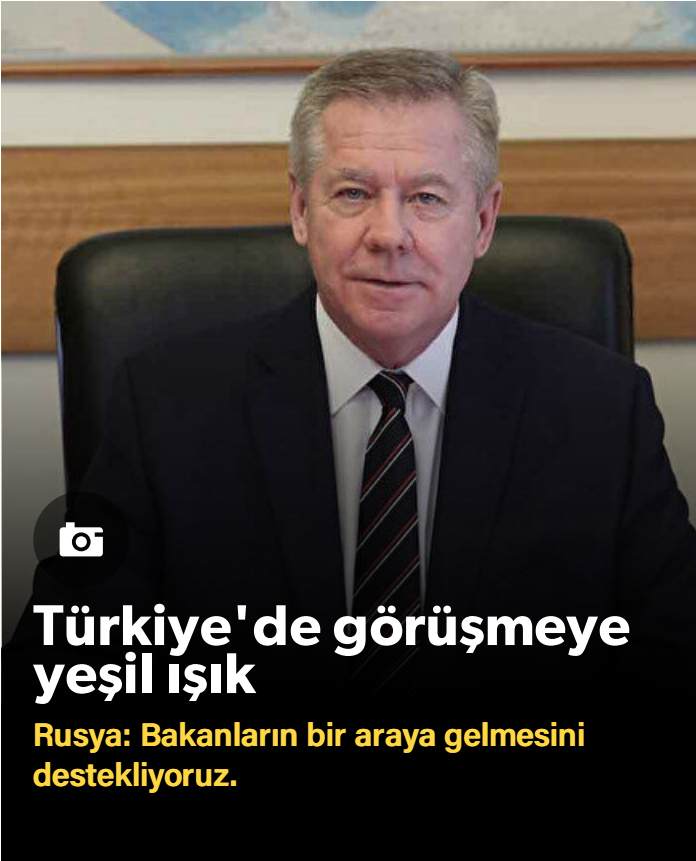 Türkiye'de görüşmeye
yeşil ışık
Rusya: Bakanların bir araya gelmesini
destekliyoruz.